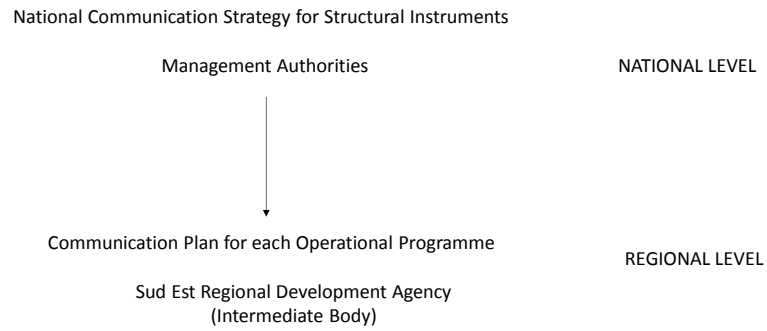 National Communication Strategy for Structural Instruments
Management Authorities
NATIONAL LEVEL
Communication Plan for each Operational Programme
REGIONAL LEVEL
Sud Est Regional Development Agency
(Intermediate Body)